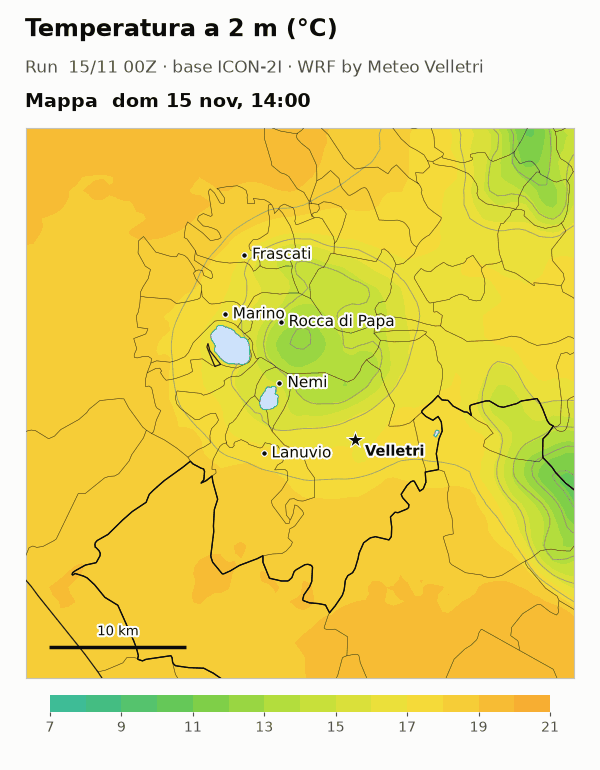 Temperatura a 2 m (°C)
Run  15/11 00Z · base ICON-2I · WRF by Meteo Velletri
Mappa  dom 15 nov, 14:00
Frascati
Marino
Rocca di Papa
Nemi
Velletri
Lanuvio
10 km
7 9 11 13 15 17 19 21